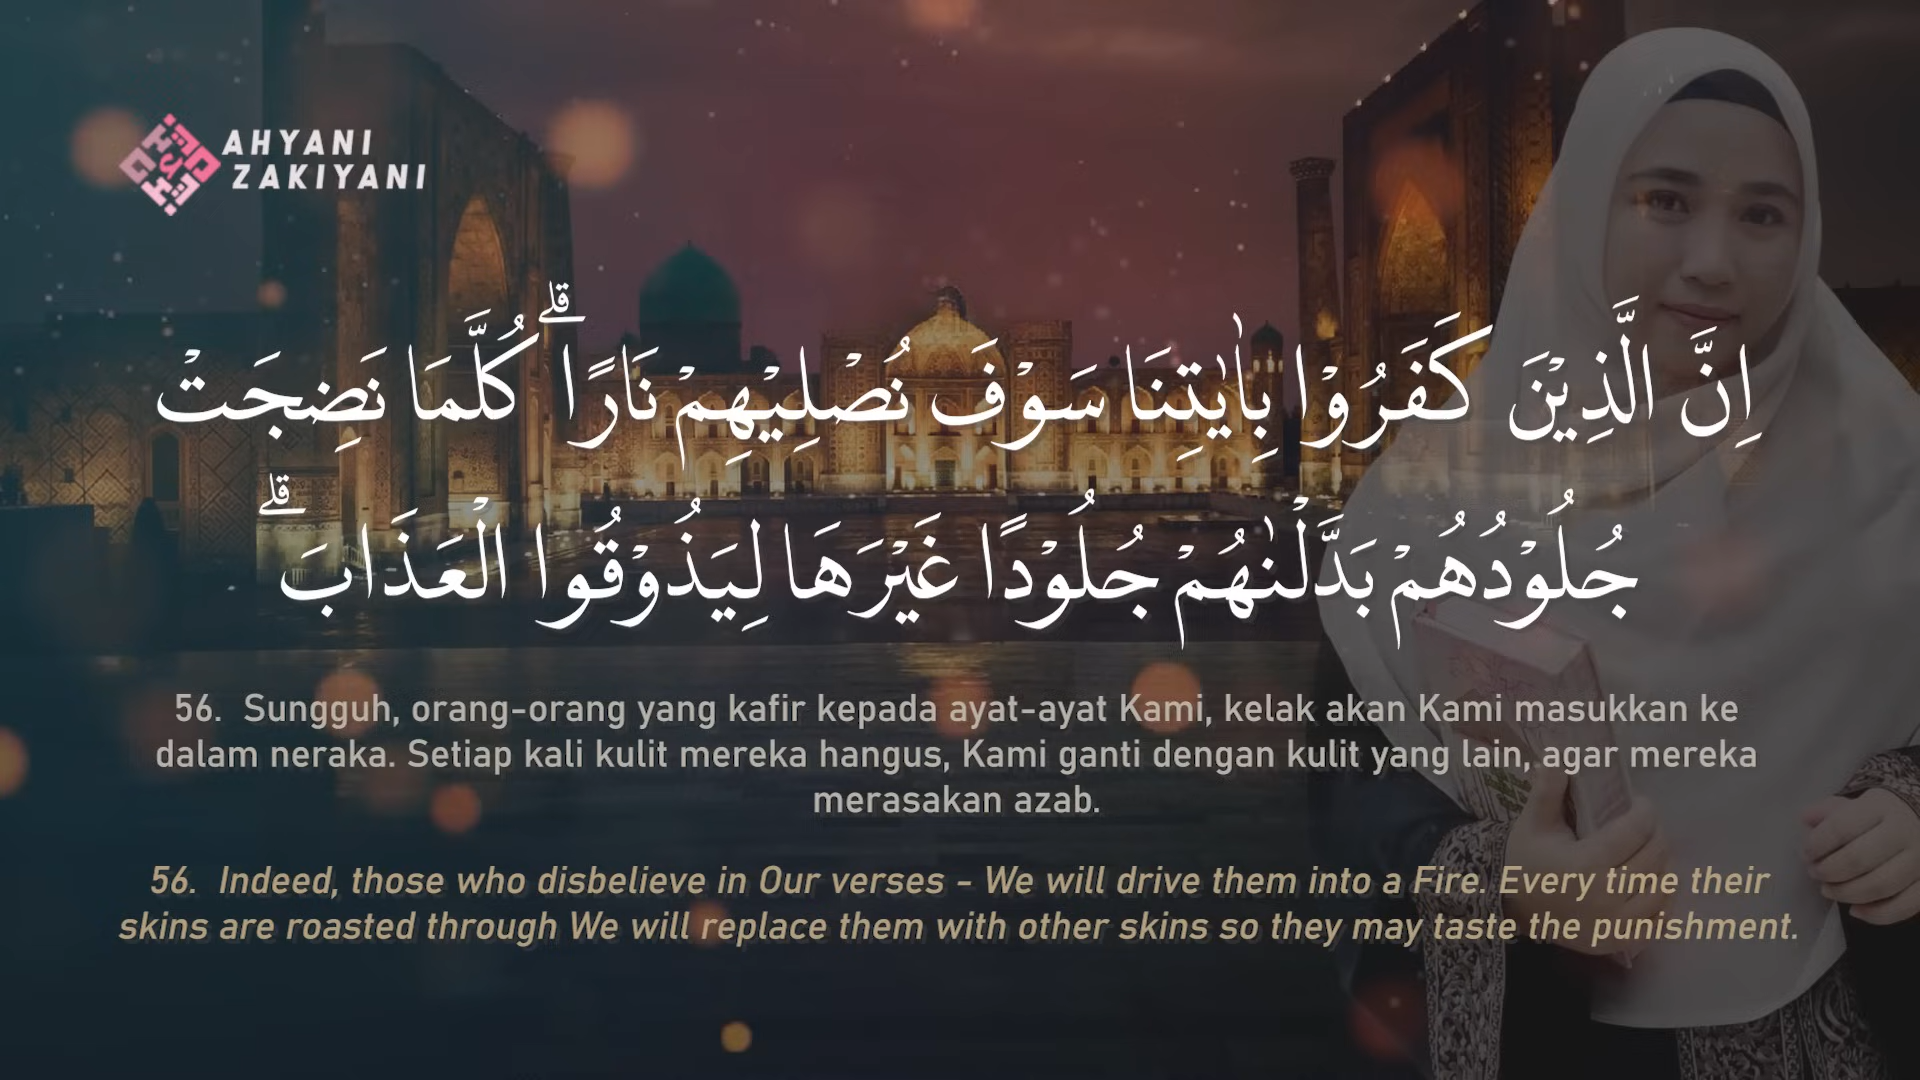 AHYANI
ZAKIYANI
اِنَّ الَّذِيْنَ كَفَرُوْا بِاٰيٰتِنَا سَوْفَ نُصْلِيْهِمْ نَارًاۗ كُلَّمَا نَضِجَتْ
جُلُوْدُهُمْ بَدَّلْنٰهُمْ جُلُوْدًا غَيْرَهَا لِيَذُوْقُوا الْعَذَابَۗ
56. Sungguh, orang-orang yang kafir kepada ayat-ayat Kami, kelak akan Kami masukkan ke
dalam neraka. Setiap kali kulit mereka hangus, Kami ganti dengan kulit yang lain, agar mereka
merasakan azab.
56. Indeed, those who disbelieve in Our verses - We will drive them into a Fire. Every time their
skins are roasted through We will replace them with other skins so they may taste the punishment.